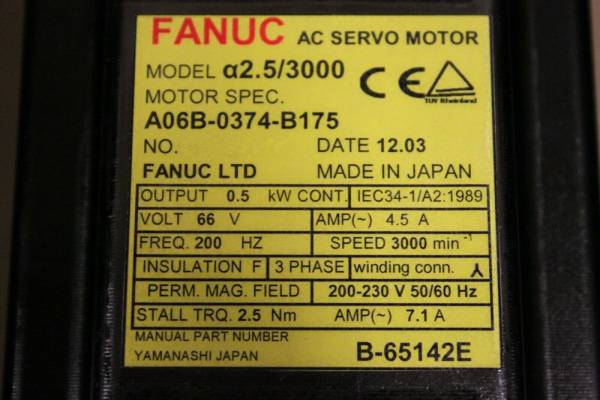 FANUC AC SERVO MOTOR
MODEL α2.5/3000
MOTOR SPEC.
A06B-0374-B175
NO. DATE 12.03
FANUC LTD MADE IN JAPAN
OUTPUT 0.5 kW CONT. IEC34-1/A2:1989
VOLT 66 V AMP(~) 4.5 A
FREQ. 200 HZ SPEED 3000 min -1
INSULATION F 3 PHASE winding conn.
PERM. MAG. FIELD 200-230 V 50/60 Hz
STALL TRQ. 2.5 Nm AMP(~) 7.1 A
MANUAL PART NUMBER
YAMANASHI JAPAN B-65142E
CE
TÜV Rheinland